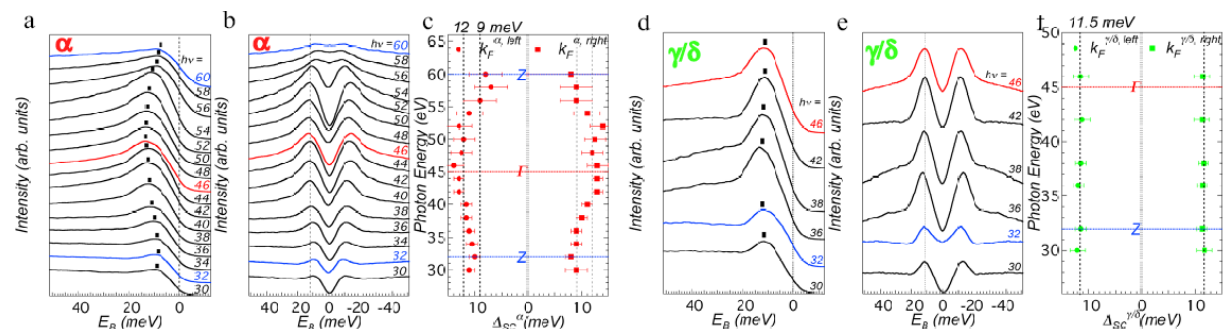 a
α
hν =
60
58
56
54
52
50
48
46
44
42
40
38
36
34
32
30
Intensity (arb. units)
40 20 0
E_B (meV)
b
α
hν =
60
58
56
54
52
50
48
46
44
42
40
38
36
34
32
30
Intensity (arb. units)
40 20 0 -20 -40
E_B (meV)
c
12 9 meV
k_F^α, left
k_F^α, right
Z
Γ
Z
65
60
55
50
45
40
35
30
Photon Energy (eV)
10 0 10
Δ_SC^α (meV)
d
γ/δ
hν =
46
42
38
36
32
30
Intensity (arb. units)
40 20 0
E_B (meV)
e
γ/δ
hν =
46
42
38
36
32
30
Intensity (arb. units)
40 20 0 -20 -40
E_B (meV)
f
11.5 meV
k_F^γ/δ, left
k_F^γ/δ, right
Z
50
45
40
35
30
25
Photon Energy (eV)
10 0 10
Δ_SC^γ/δ (meV)